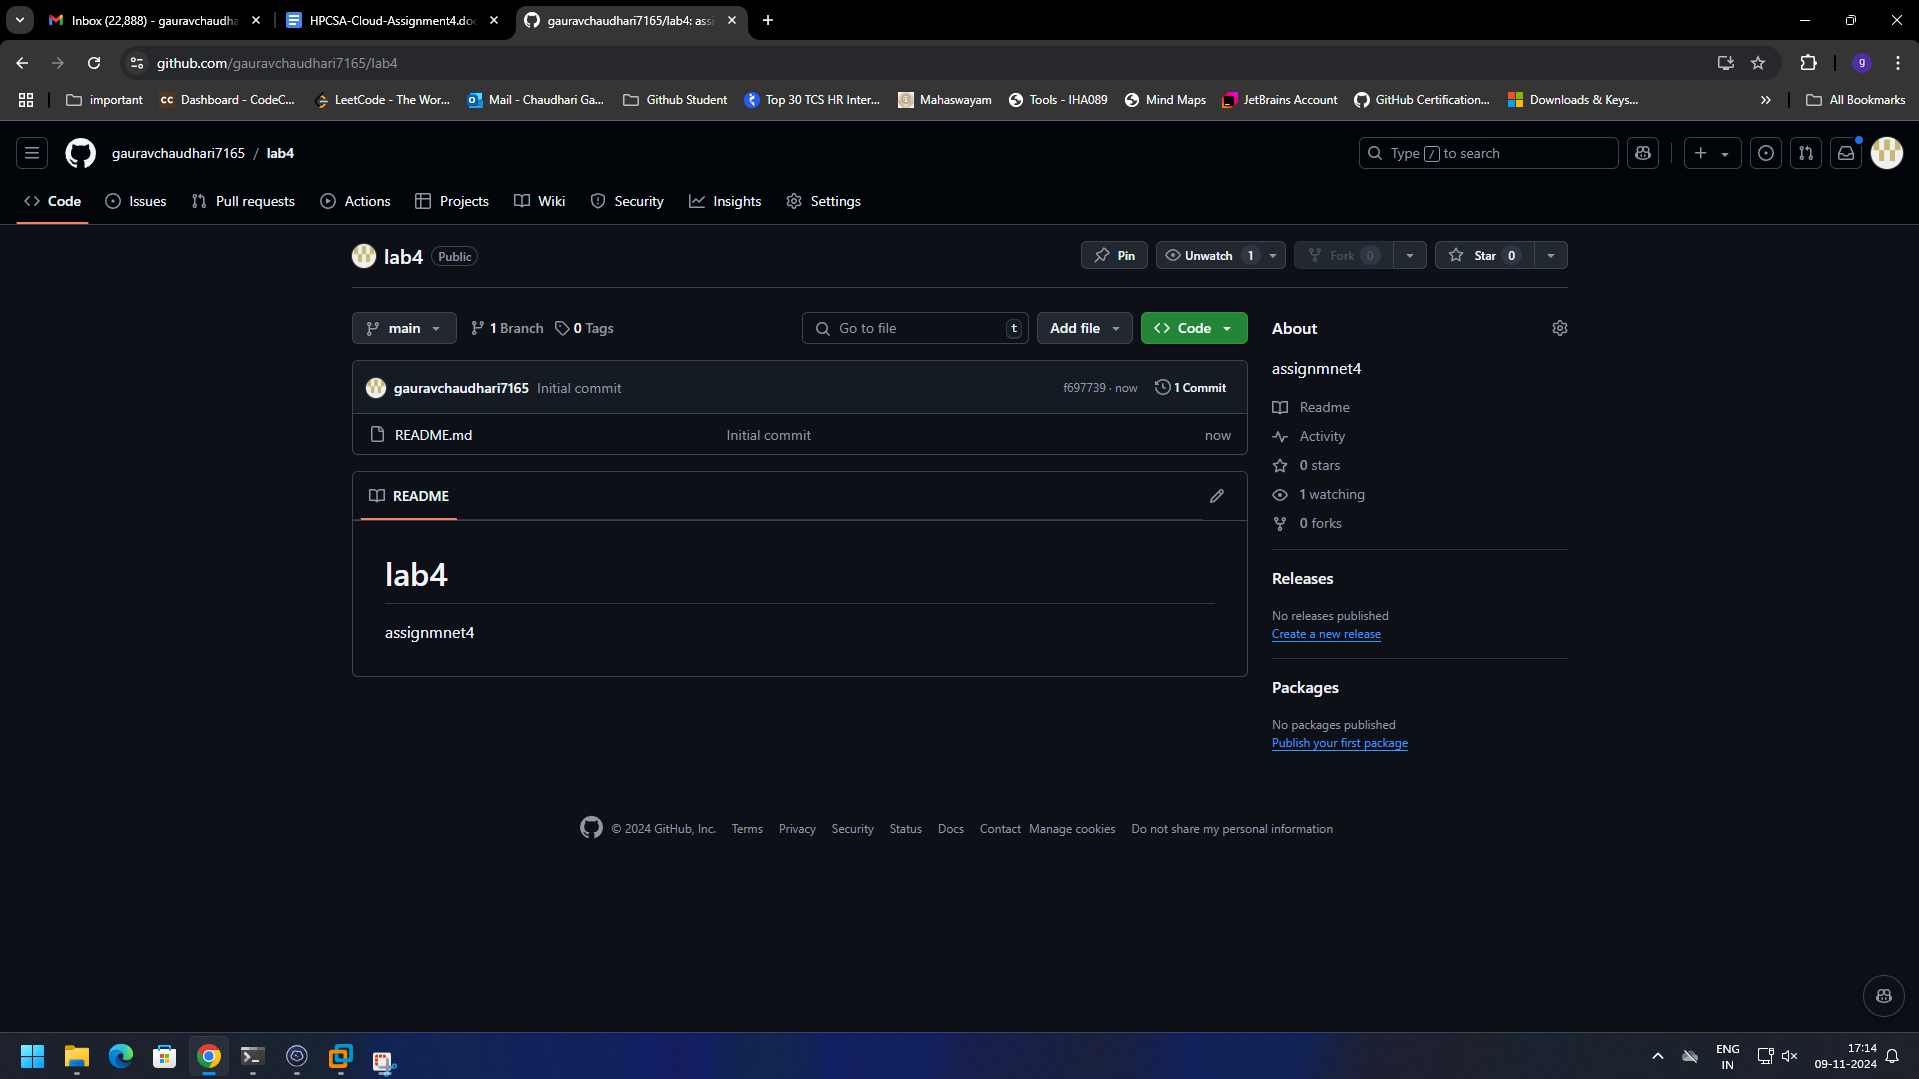 Inbox (22,888) - gauravchaudha
HPCSA-Cloud-Assignment4.doc
gauravchaudhari7165/lab4: assi
github.com/gauravchaudhari7165/lab4
g
important
CC Dashboard - CodeC...
LeetCode - The Wor...
Mail - Chaudhari Ga...
Github Student
Top 30 TCS HR Inter...
Mahaswayam
Tools - IHA089
Mind Maps
JetBrains Account
GitHub Certification...
Downloads & Keys...
All Bookmarks
gauravchaudhari7165 / lab4
Type / to search
Code
Issues
Pull requests
Actions
Projects
Wiki
Security
Insights
Settings
lab4 Public
Pin
Unwatch 1
Fork 0
Star 0
main
1 Branch
0 Tags
Go to file t
Add file
Code
gauravchaudhari7165 Initial commit
f697739 · now
1 Commit
README.md Initial commit now
README
lab4
assignmnet4
About
assignmnet4
Readme
Activity
0 stars
1 watching
0 forks
Releases
No releases published
Create a new release
Packages
No packages published
Publish your first package
© 2024 GitHub, Inc. Terms Privacy Security Status Docs Contact Manage cookies Do not share my personal information
ENG
IN
17:14
09-11-2024